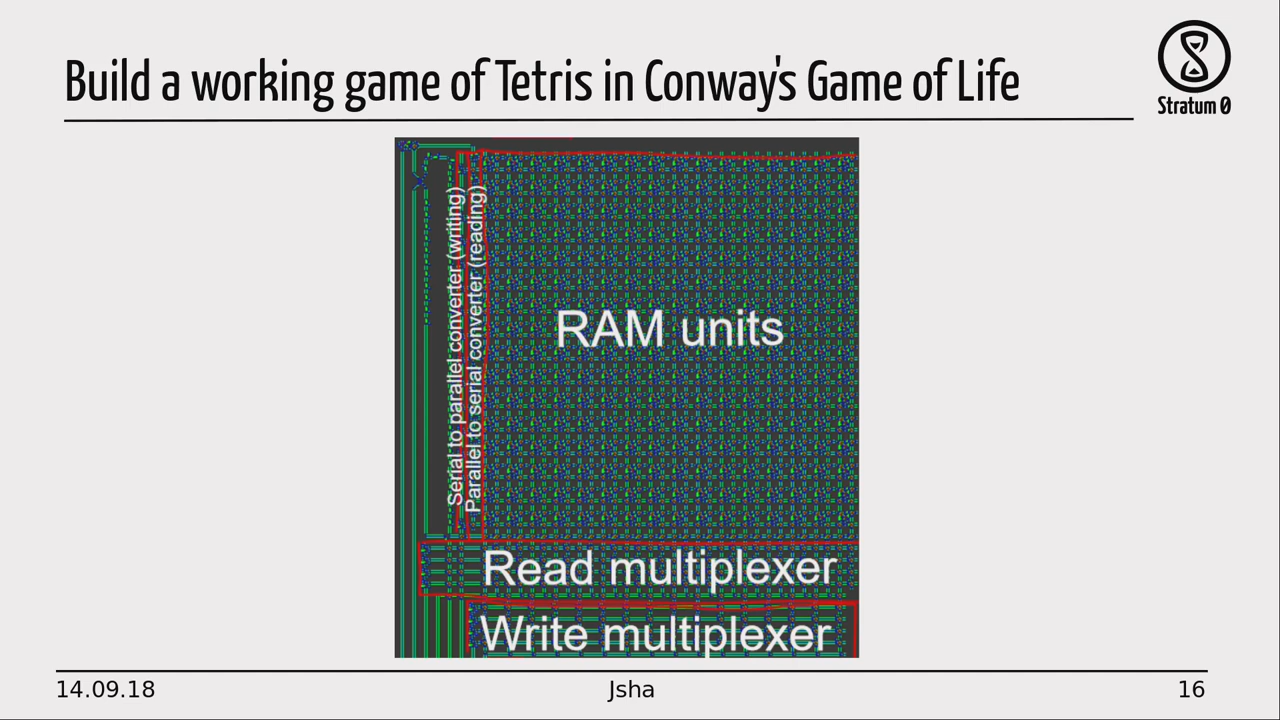 Build a working game of Tetris in Conway's Game of Life
Stratum 0
Serial to parallel converter (writing)
Parallel to serial converter (reading)
RAM units
Read multiplexer
Write multiplexer
14.09.18
Jsha
16